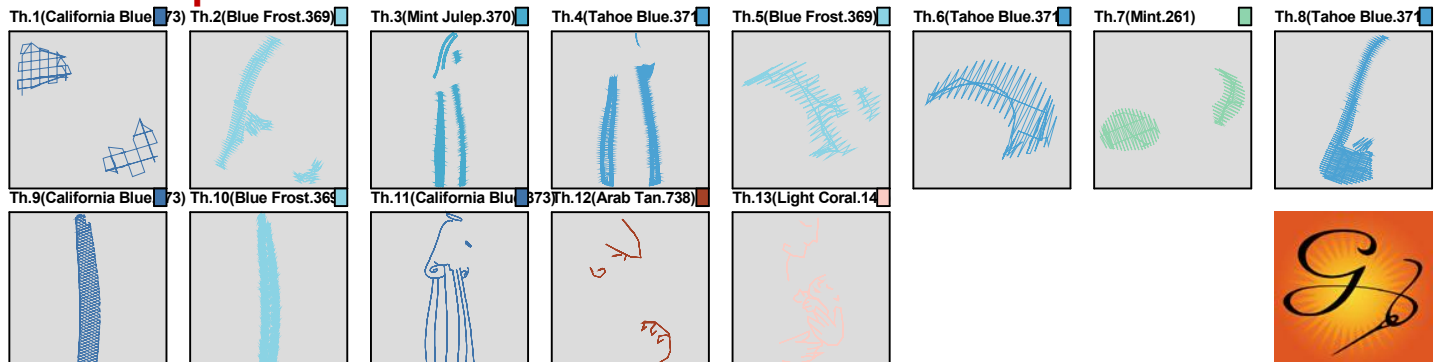 Th.1(California Blue.373) Th.2(Blue Frost.369) Th.3(Mint Julep.370) Th.4(Tahoe Blue.371 Th.5(Blue Frost.369) Th.6(Tahoe Blue.371 Th.7(Mint.261) Th.8(Tahoe Blue.371
Th.9(California Blue.373) Th.10(Blue Frost.369 Th.11(California Blue.373) Th.12(Arab Tan.738) Th.13(Light Coral.14
G